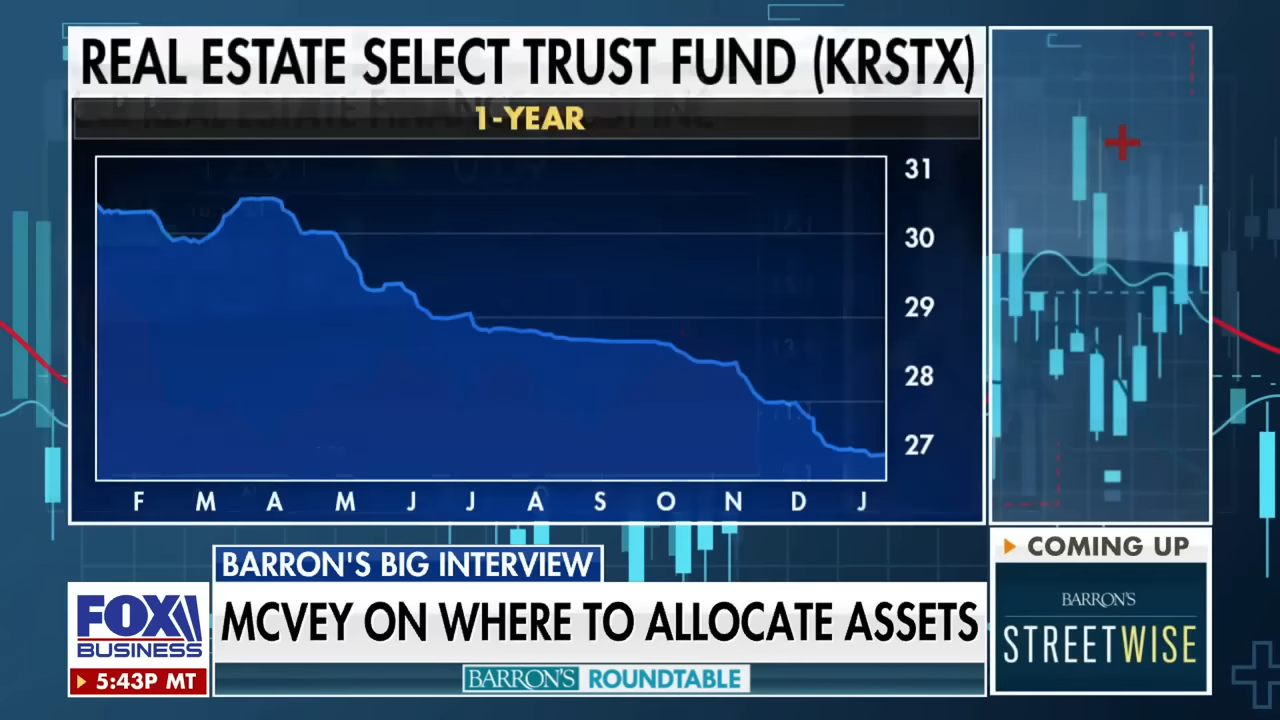 REAL ESTATE SELECT TRUST FUND (KRSTX)
1-YEAR
31
30
29
28
27
F M A M J J A S O N D J
BARRON'S BIG INTERVIEW
MCVEY ON WHERE TO ALLOCATE ASSETS
FOX
BUSINESS
5:43P MT
BARRON'S ROUNDTABLE
COMING UP
BARRON'S
STREETWISE